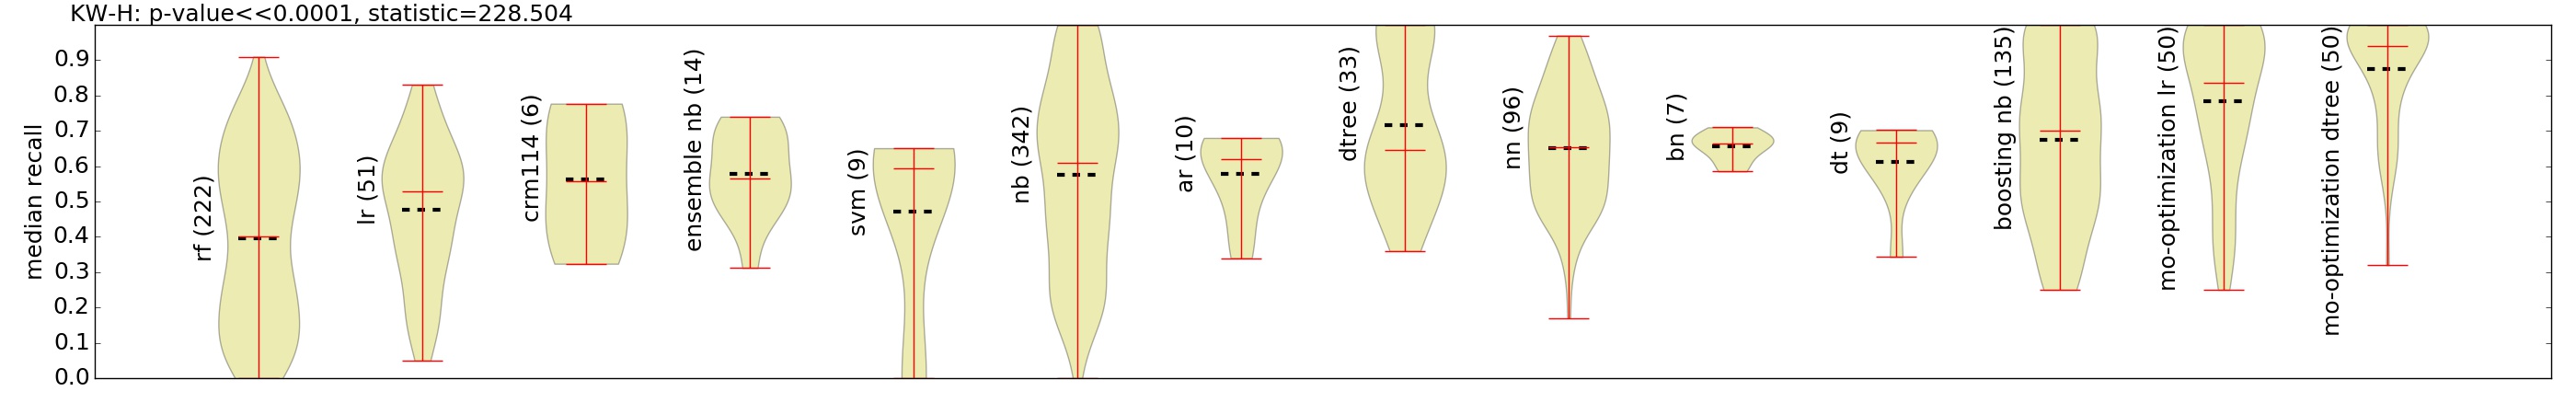 KW-H: p-value<<0.0001, statistic=228.504
median recall
0.9
0.8
0.7
0.6
0.5
0.4
0.3
0.2
0.1
0.0
rf (222)
lr (51)
crm114 (6)
ensemble nb (14)
svm (9)
nb (342)
ar (10)
dtree (33)
nn (96)
bn (7)
dt (9)
boosting nb (135)
mo-optimization lr (50)
mo-optimization dtree (50)